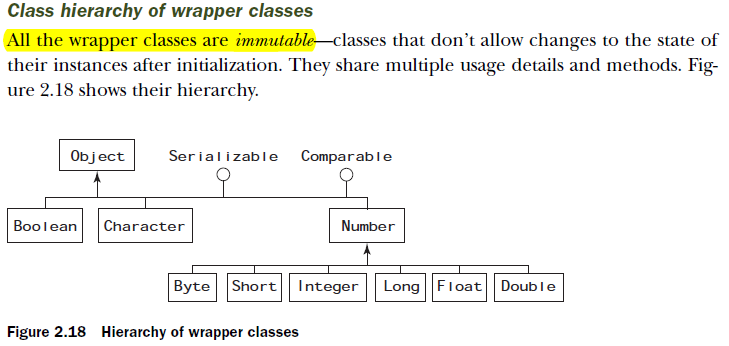 Class hierarchy of wrapper classes
All the wrapper classes are immutable—classes that don't allow changes to the state of
their instances after initialization. They share multiple usage details and methods. Fig-
ure 2.18 shows their hierarchy.
Object Serializable Comparable
Boolean Character Number
Byte Short Integer Long Float Double
Figure 2.18 Hierarchy of wrapper classes